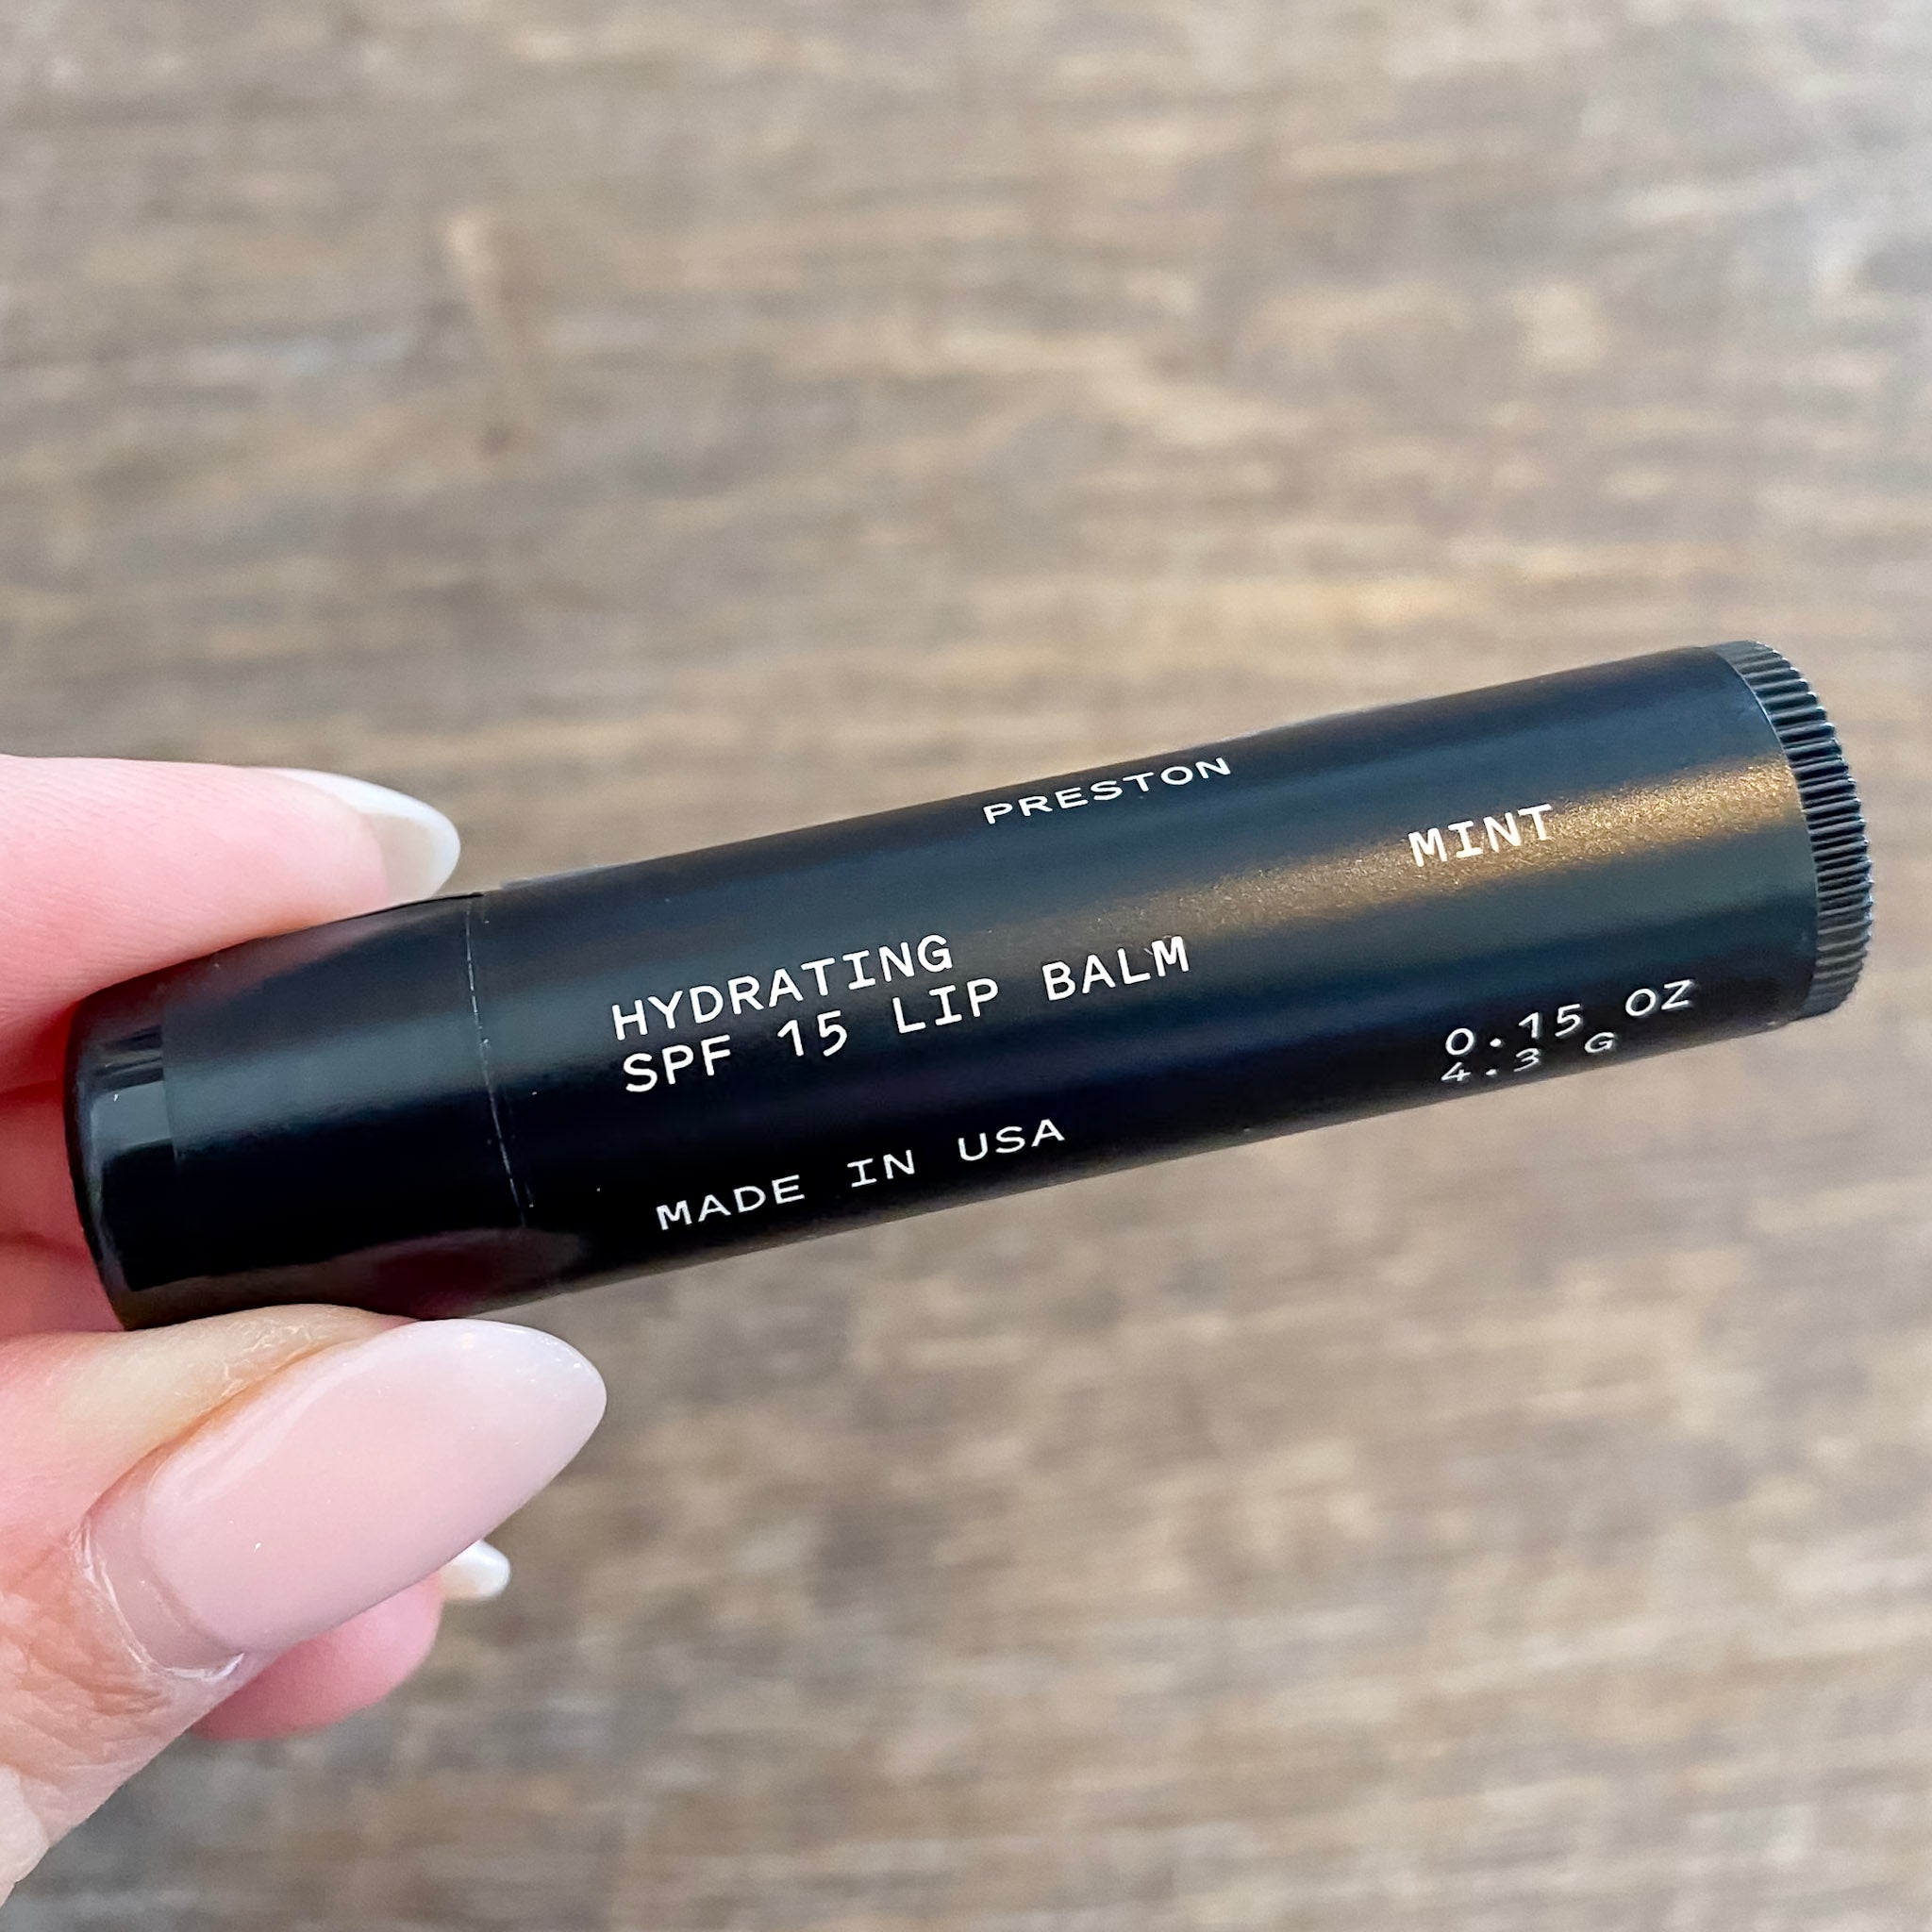 PRESTON
MINT
HYDRATING
SPF 15 LIP BALM
0.15 OZ
4.3 G
MADE IN USA